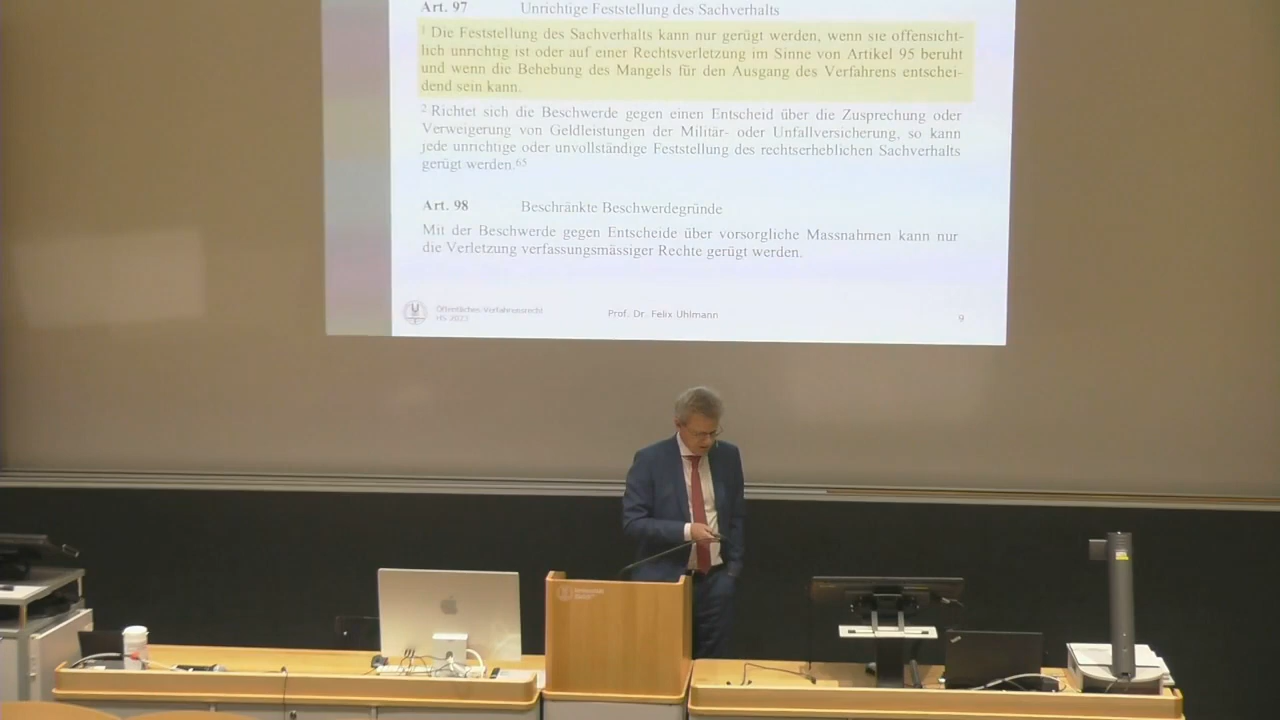 Art. 97 Unrichtige Feststellung des Sachverhalts
1 Die Feststellung des Sachverhalts kann nur gerügt werden, wenn sie offensicht-
lich unrichtig ist oder auf einer Rechtsverletzung im Sinne von Artikel 95 beruht
und wenn die Behebung des Mangels für den Ausgang des Verfahrens entschei-
dend sein kann.
2 Richtet sich die Beschwerde gegen einen Entscheid über die Zusprechung oder
Verweigerung von Geldleistungen der Militär- oder Unfallversicherung, so kann
jede unrichtige oder unvollständige Feststellung des rechtserheblichen Sachverhalts
gerügt werden.65
Art. 98 Beschränkte Beschwerdegründe
Mit der Beschwerde gegen Entscheide über vorsorgliche Massnahmen kann nur
die Verletzung verfassungsmässiger Rechte gerügt werden.
Öffentliches Verfahrensrecht
Prof. Dr. Felix Uhlmann
9